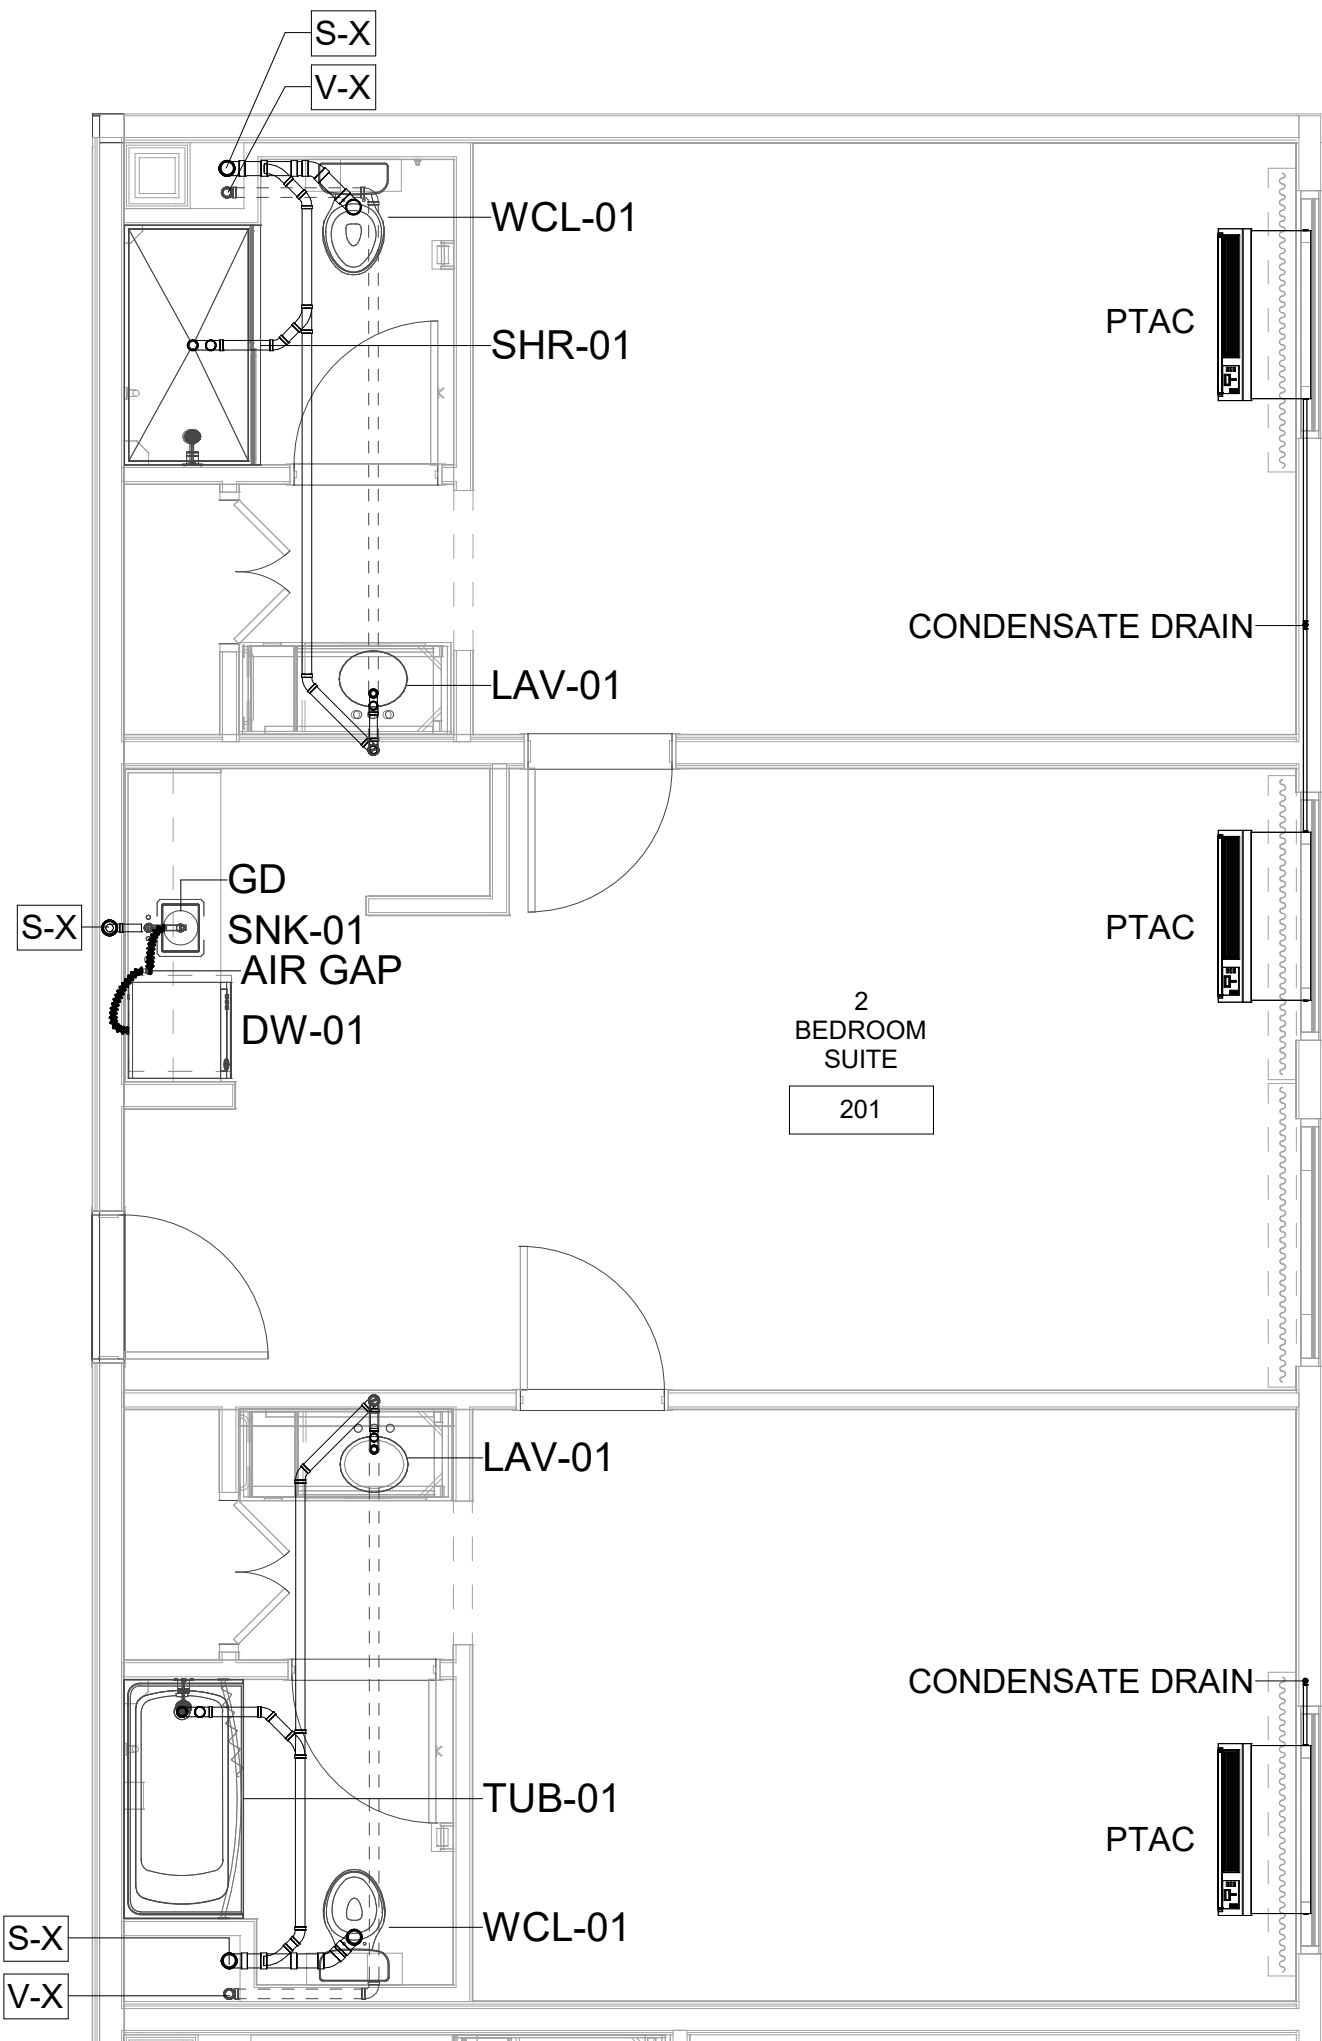 S-X
V-X
WCL-01
PTAC
SHR-01
CONDENSATE DRAIN
LAV-01
GD
S-X
SNK-01
PTAC
AIR GAP
DW-01
2
BEDROOM
SUITE
201
LAV-01
CONDENSATE DRAIN
TUB-01
PTAC
WCL-01
S-X
V-X